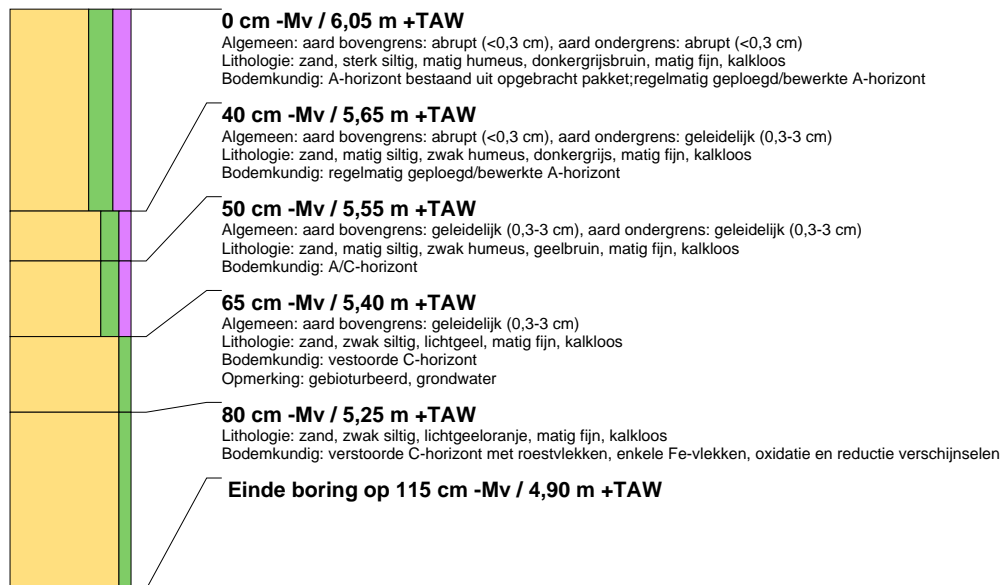 0 cm -Mv / 6,05 m +TAW
Algemeen: aard bovengrens: abrupt (<0,3 cm), aard ondergrens: abrupt (<0,3 cm)
Lithologie: zand, sterk siltig, matig humeus, donkergrijsbruin, matig fijn, kalkloos
Bodemkundig: A-horizont bestaand uit opgebracht pakket;regelmatig geploegd/bewerkte A-horizont
40 cm -Mv / 5,65 m +TAW
Algemeen: aard bovengrens: abrupt (<0,3 cm), aard ondergrens: geleidelijk (0,3-3 cm)
Lithologie: zand, matig siltig, zwak humeus, donkergrijs, matig fijn, kalkloos
Bodemkundig: regelmatig geploegd/bewerkte A-horizont
50 cm -Mv / 5,55 m +TAW
Algemeen: aard bovengrens: geleidelijk (0,3-3 cm), aard ondergrens: geleidelijk (0,3-3 cm)
Lithologie: zand, matig siltig, zwak humeus, geelbruin, matig fijn, kalkloos
Bodemkundig: A/C-horizont
65 cm -Mv / 5,40 m +TAW
Algemeen: aard bovengrens: geleidelijk (0,3-3 cm)
Lithologie: zand, zwak siltig, lichtgeel, matig fijn, kalkloos
Bodemkundig: vestoorde C-horizont
Opmerking: gebioturbeerd, grondwater
80 cm -Mv / 5,25 m +TAW
Lithologie: zand, zwak siltig, lichtgeeloranje, matig fijn, kalkloos
Bodemkundig: verstoorde C-horizont met roestvlekken, enkele Fe-vlekken, oxidatie en reductie verschijnselen
Einde boring op 115 cm -Mv / 4,90 m +TAW